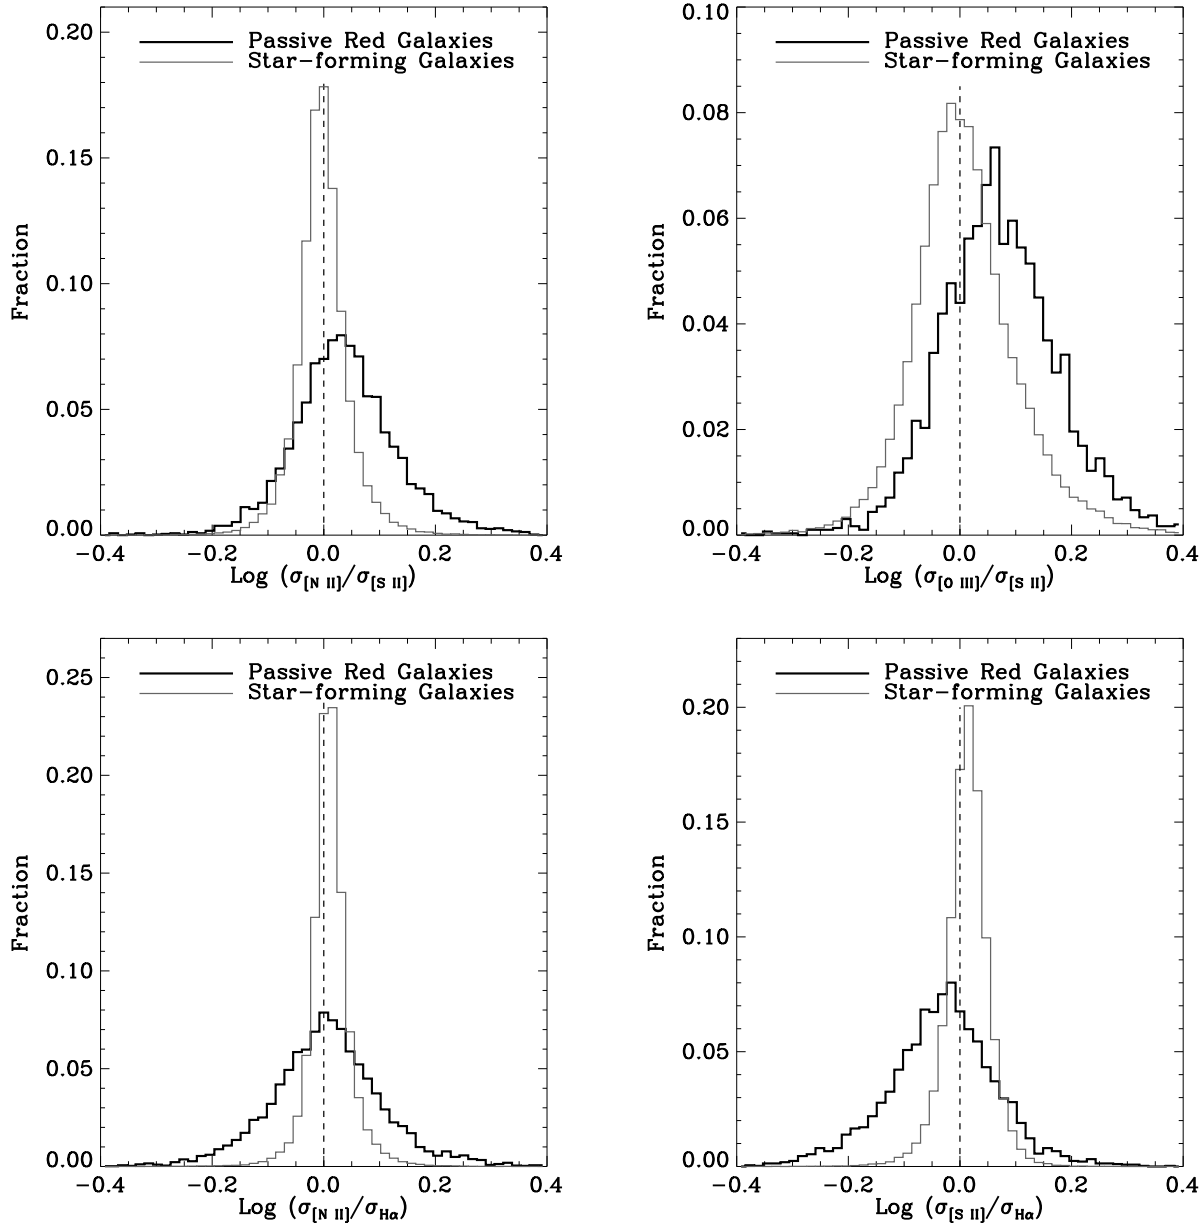 0.20
0.15
0.10
0.05
0.00
Fraction
Passive Red Galaxies
Star-forming Galaxies
-0.4 -0.2 0.0 0.2 0.4
Log (σ[N II]/σ[S II])
0.10
0.08
0.06
0.04
0.02
0.00
Fraction
Passive Red Galaxies
Star-forming Galaxies
-0.4 -0.2 0.0 0.2 0.4
Log (σ[O III]/σ[S II])
0.25
0.20
0.15
0.10
0.05
0.00
Fraction
Passive Red Galaxies
Star-forming Galaxies
-0.4 -0.2 0.0 0.2 0.4
Log (σ[N II]/σHα)
0.20
0.15
0.10
0.05
0.00
Fraction
Passive Red Galaxies
Star-forming Galaxies
-0.4 -0.2 0.0 0.2 0.4
Log (σ[S II]/σHα)